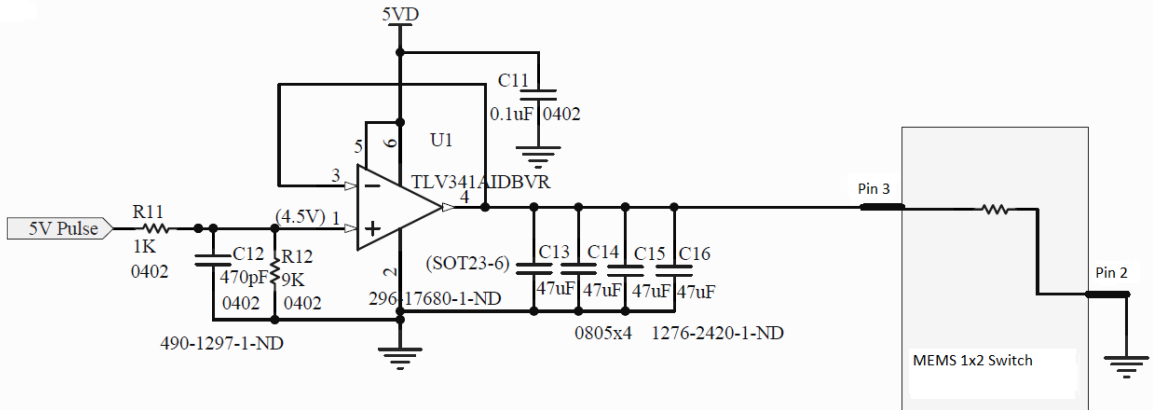 5VD
C11
0.1uF 0402
5
6
U1
3
TLV341AIDBVR
4
Pin 3
R11
(4.5V) 1
5V Pulse
1K
0402
C12
R12
470pF
9K
0402
0402
2
(SOT23-6)
C13
C14
C15
C16
47uF
47uF
47uF
47uF
Pin 2
296-17680-1-ND
490-1297-1-ND
0805x4
1276-2420-1-ND
MEMS 1x2 Switch